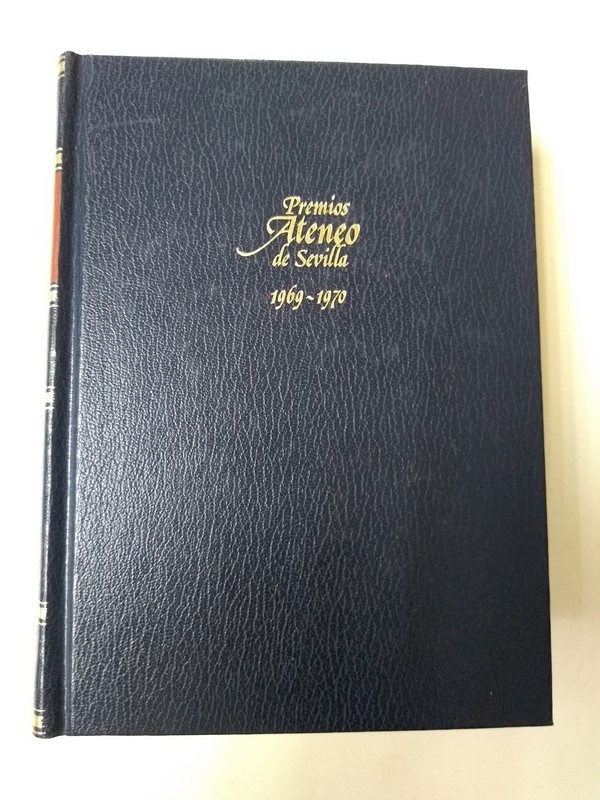 Premios
Ateneo
de Sevilla
1969-1970